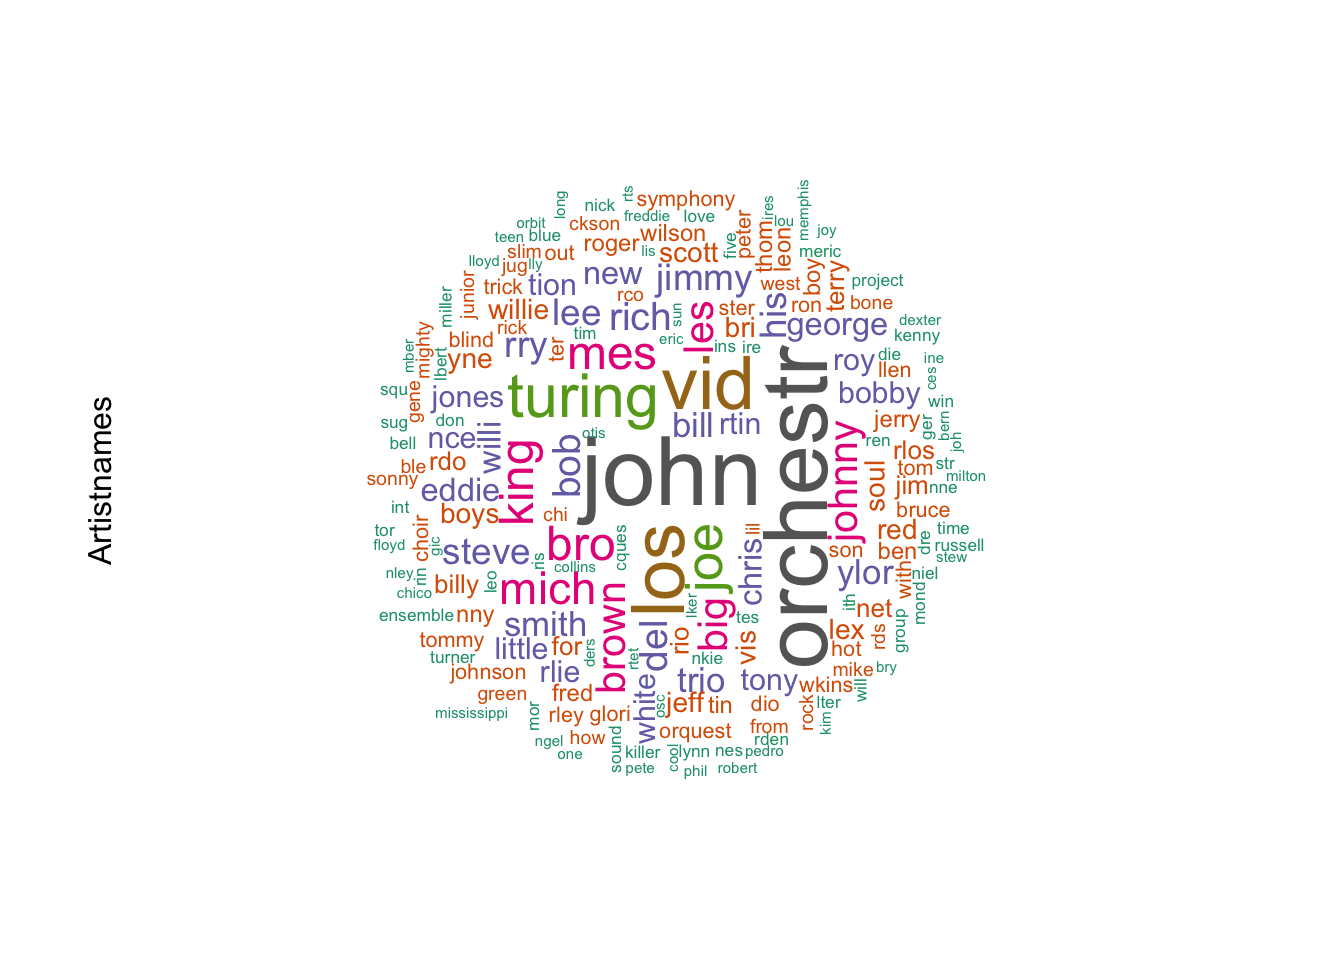 Artistnames
memphis
long
rts
symphony
nick
freddie
love
ires
lou
joy
orbit
ckson
peter
teen
blue
roger
wilson
lis
scott
five
thom
leon
meric
slim
out
lloyd
jug
lly
tion
new
jimmy
west
boy
terry
project
junior
trick
rco
ster
his
ron
bone
miller
willie
lee
rich
sun
les
bri
george
dexter
kenny
mighty
blind
rick
tim
eric
ins
ire
mber
lbert
yne
rry
ter
mes
roy
die
llen
ine
ces
squ
gene
jones
turing
vid
orchestr
bobby
win
sug
don
bill
rtin
jerry
ger
bern
joh
bell
nce
willi
otis
johnny
ren
rlos
ble
rdo
king
bob
john
soul
tom
str
milton
sonny
eddie
jim
nne
int
boys
chi
bruce
tor
choir
lil
red
time
floyd
gic
steve
bro
cques
los
joe
chris
son
ben
dre
russell
stew
nley
rin
leo
ris
collins
ylor
with
niel
chico
billy
mich
brown
lker
big
ith
mond
ensemble
nny
smith
del
rio
tes
net
group
tommy
little
for
ders
rtet
vis
lex
rds
turner
nkie
hot
johnson
rlie
white
trio
tony
mike
bry
green
fred
osc
jeff
tin
dio
wkins
will
mississippi
mor
rley
glori
orquest
from
rock
lter
kim
ngel
how
sound
killer
cool
lynn
nes
pedro
rden
one
pete
phil
robert